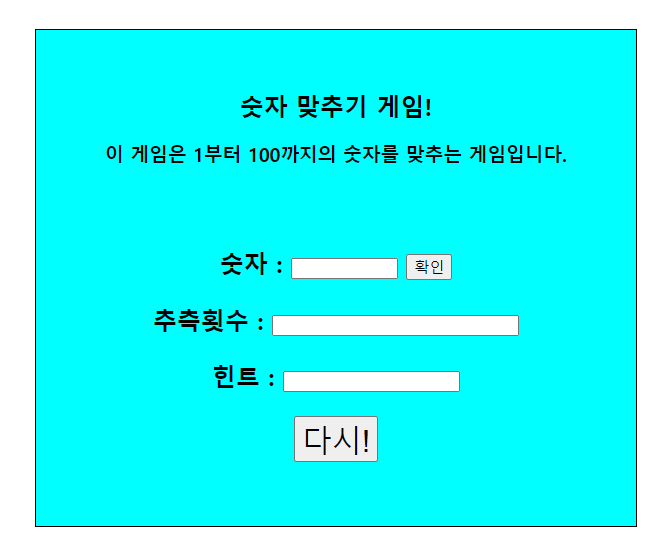 숫자 맞추기 게임!
이 게임은 1부터 100까지의 숫자를 맞추는 게임입니다.
숫자 : 확인
추측횟수 :
힌트 :
다시!